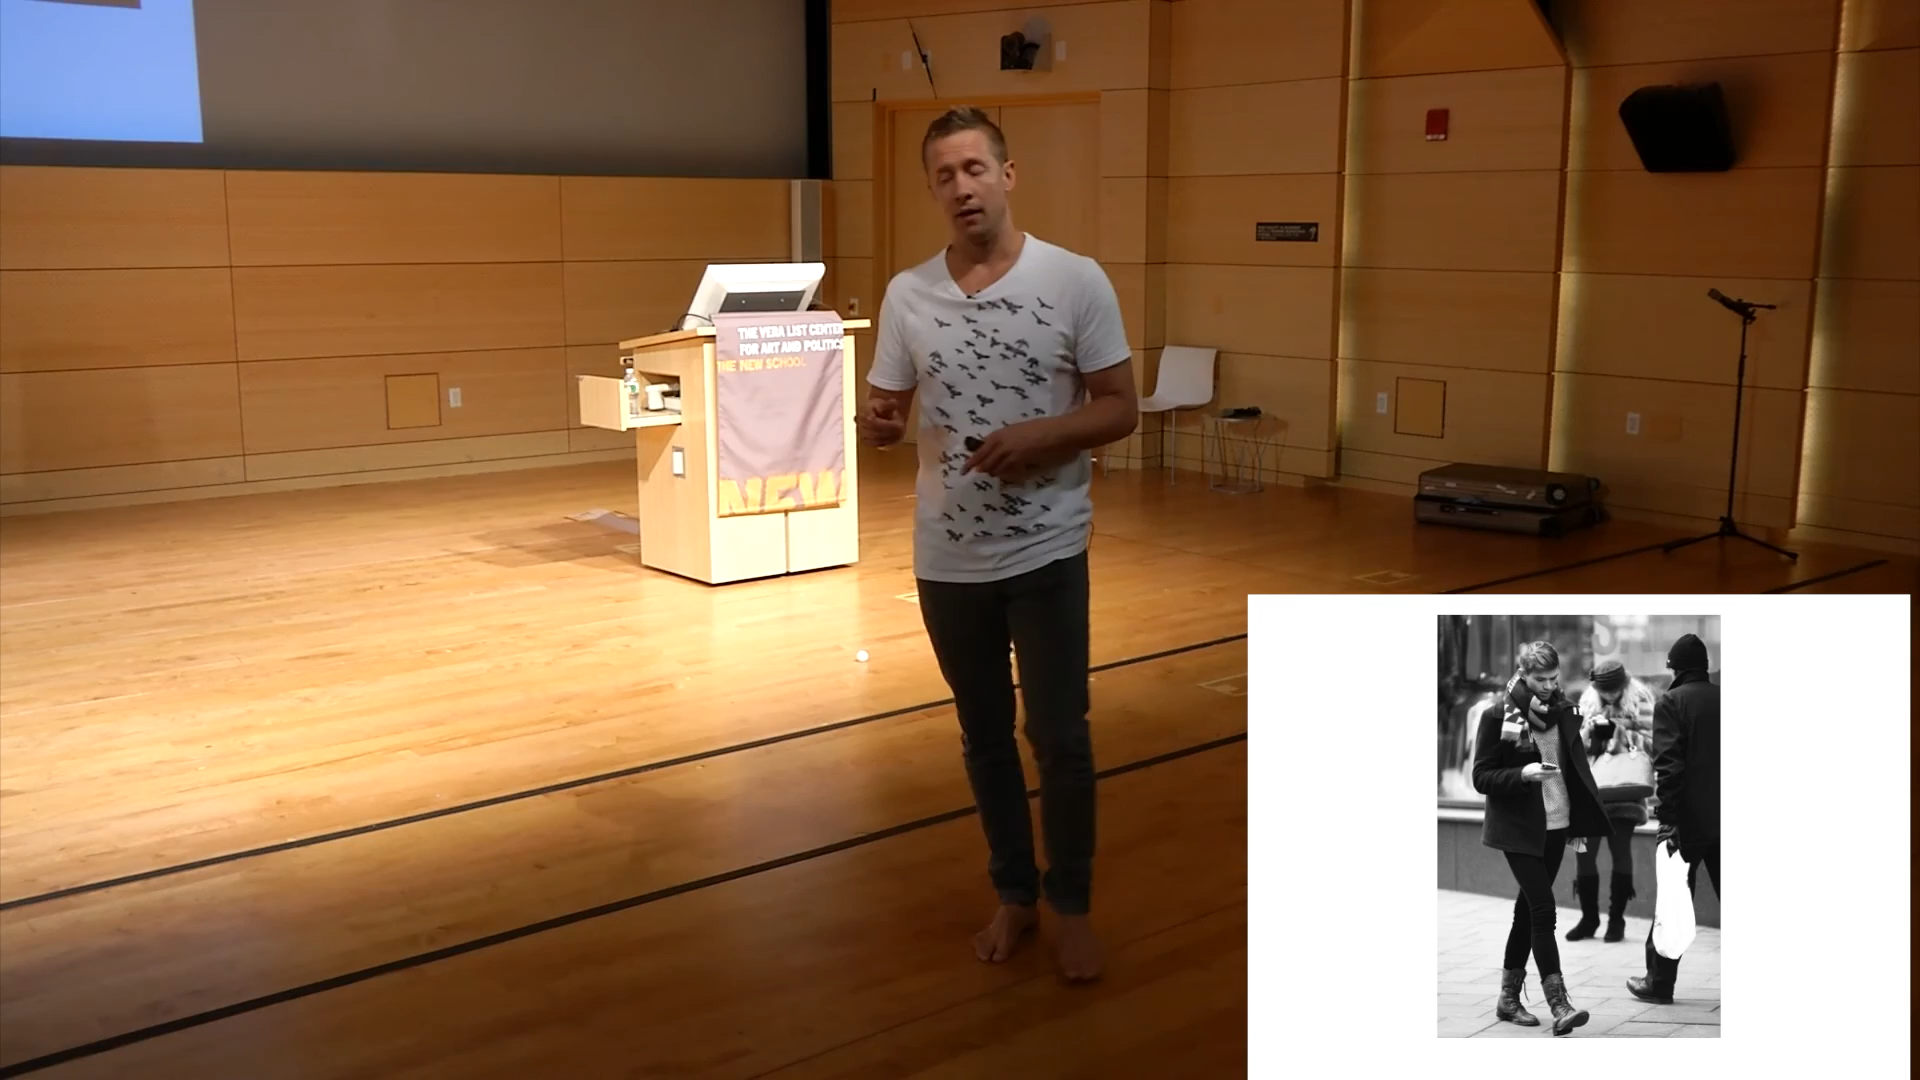 THE VERA LIST CENTER
FOR ART AND POLITICS
THE NEW SCHOOL
NEW